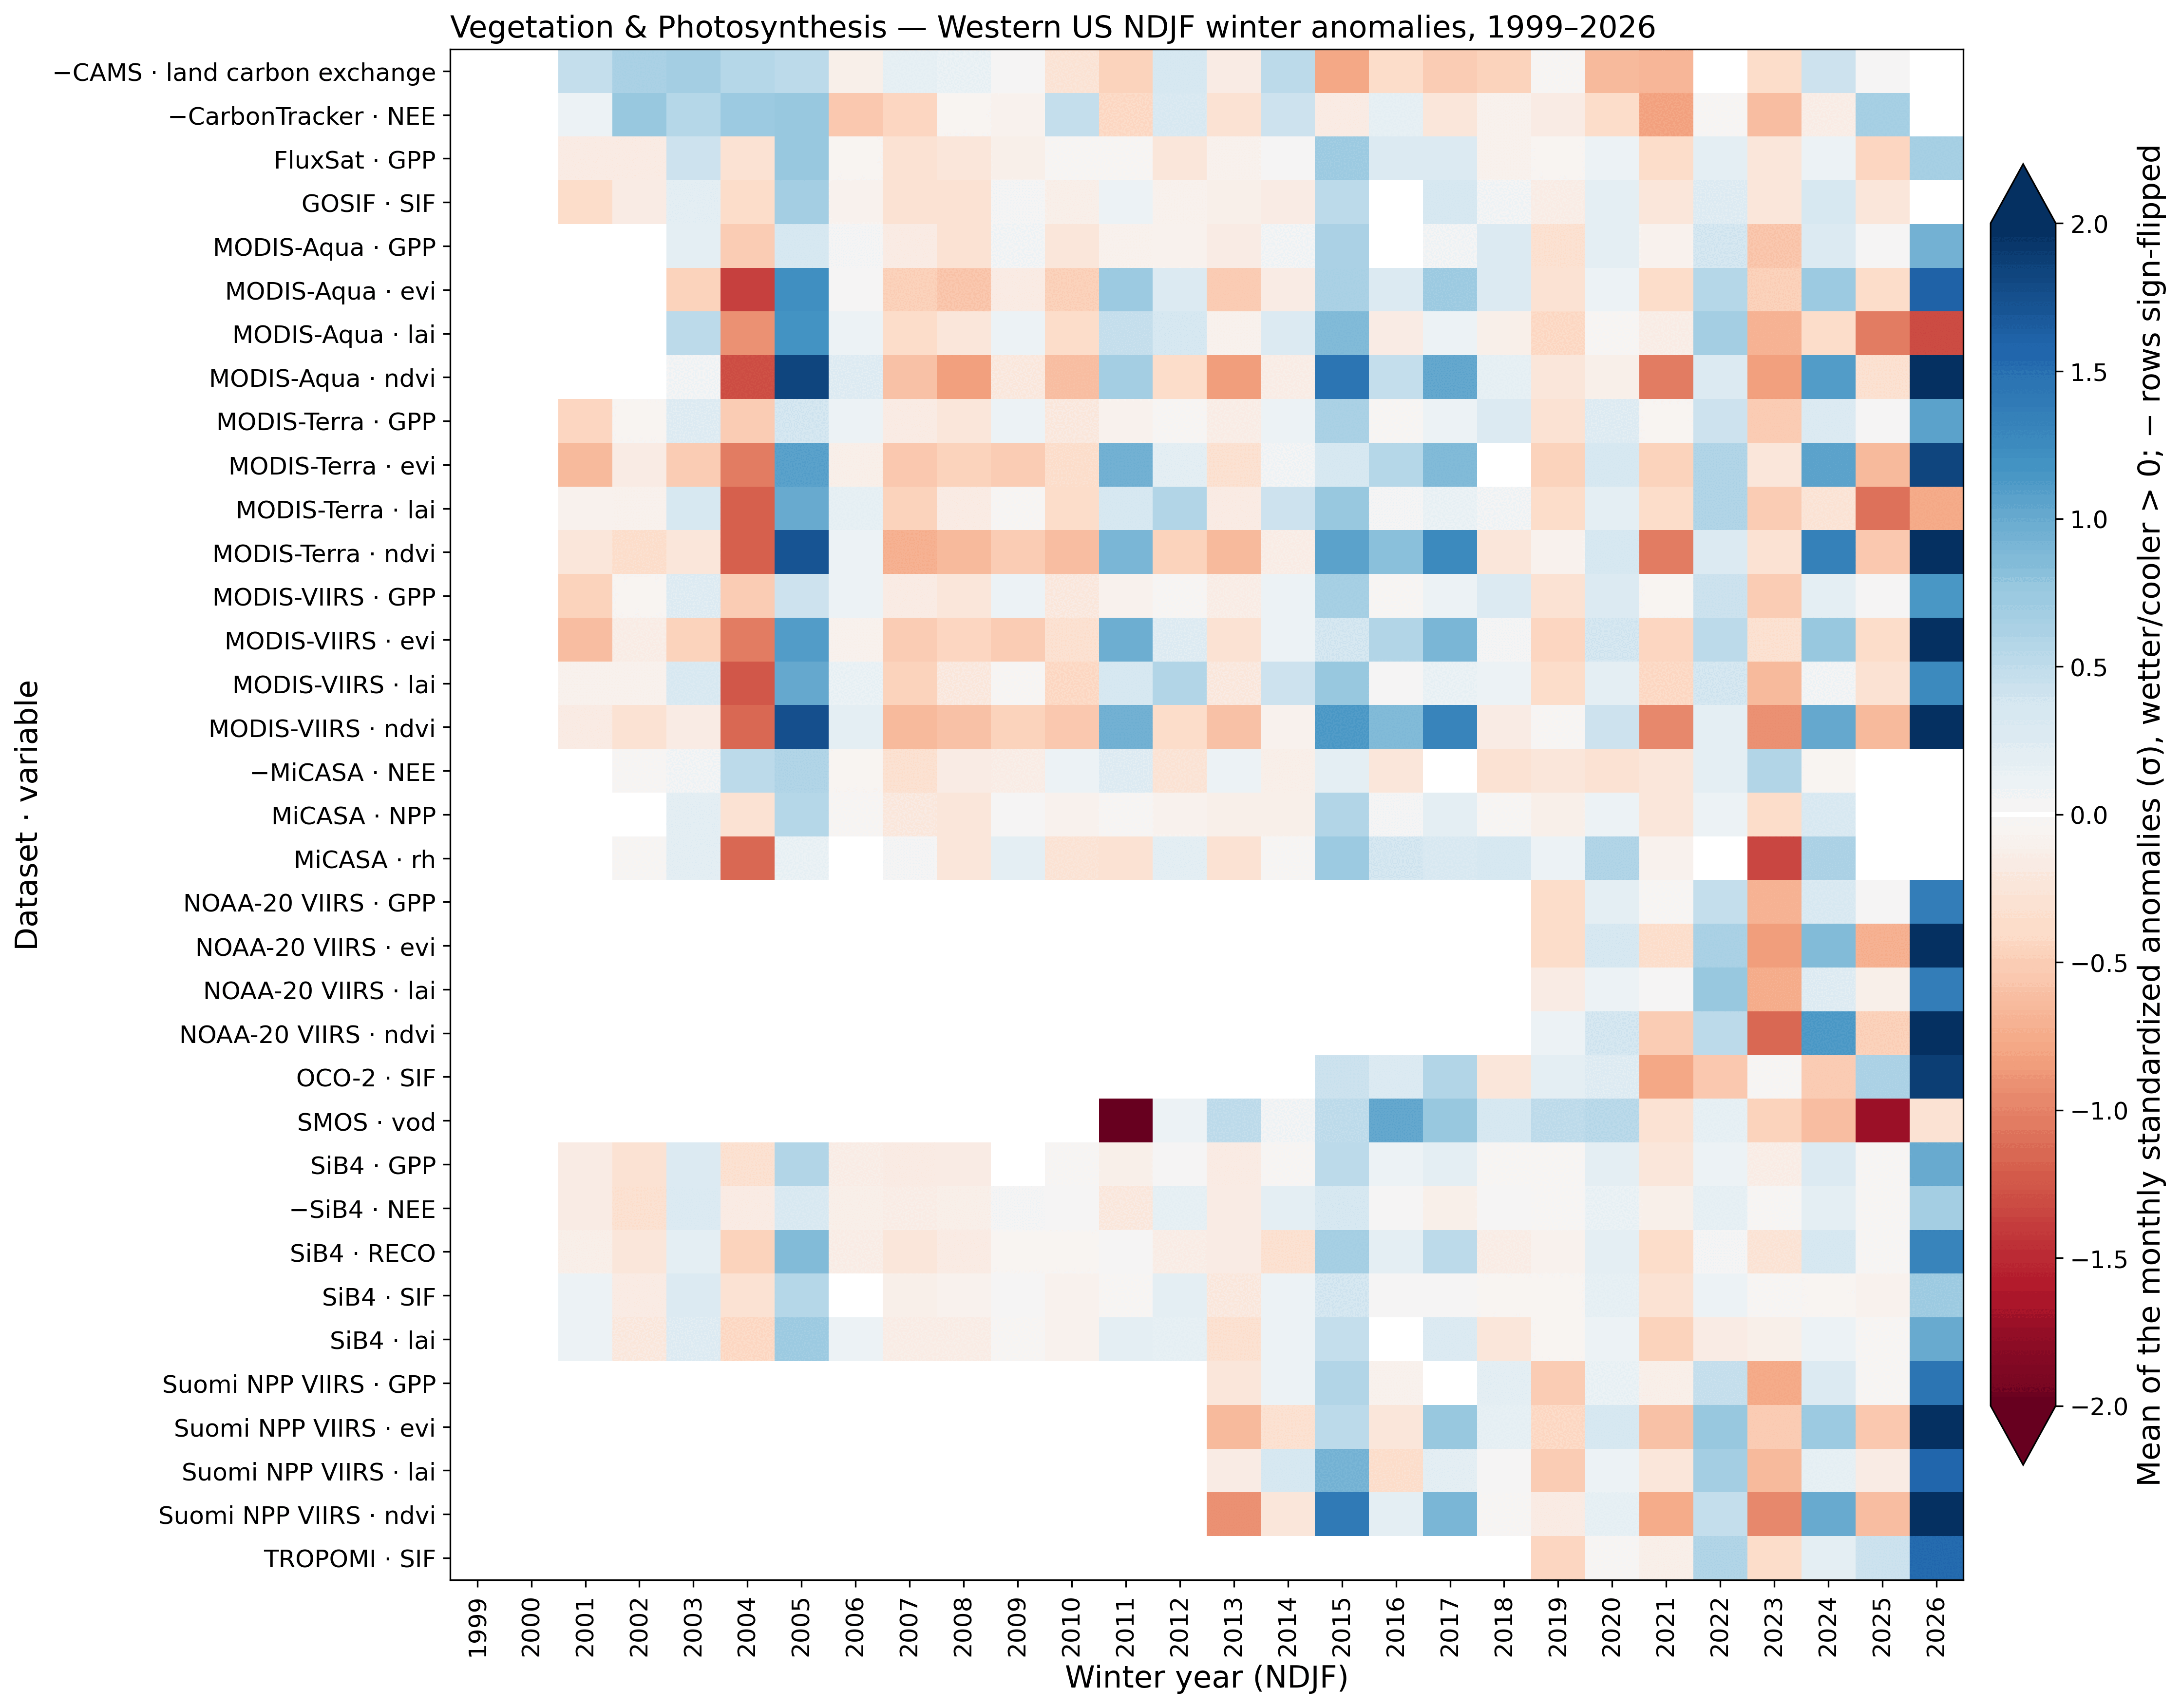 Vegetation & Photosynthesis — Western US NDJF winter anomalies, 1999–2026
Dataset · variable
−CAMS · land carbon exchange
−CarbonTracker · NEE
FluxSat · GPP
GOSIF · SIF
MODIS-Aqua · GPP
MODIS-Aqua · evi
MODIS-Aqua · lai
MODIS-Aqua · ndvi
MODIS-Terra · GPP
MODIS-Terra · evi
MODIS-Terra · lai
MODIS-Terra · ndvi
MODIS-VIIRS · GPP
MODIS-VIIRS · evi
MODIS-VIIRS · lai
MODIS-VIIRS · ndvi
−MiCASA · NEE
MiCASA · NPP
MiCASA · rh
NOAA-20 VIIRS · GPP
NOAA-20 VIIRS · evi
NOAA-20 VIIRS · lai
NOAA-20 VIIRS · ndvi
OCO-2 · SIF
SMOS · vod
SiB4 · GPP
−SiB4 · NEE
SiB4 · RECO
SiB4 · SIF
SiB4 · lai
Suomi NPP VIIRS · GPP
Suomi NPP VIIRS · evi
Suomi NPP VIIRS · lai
Suomi NPP VIIRS · ndvi
TROPOMI · SIF
1999
2000
2001
2002
2003
2004
2005
2006
2007
2008
2009
2010
2011
2012
2013
2014
2015
2016
2017
2018
2019
2020
2021
2022
2023
2024
2025
2026
Winter year (NDJF)
2.0
1.5
1.0
0.5
0.0
−0.5
−1.0
−1.5
−2.0
Mean of the monthly standardized anomalies (σ), wetter/cooler > 0; − rows sign-flipped